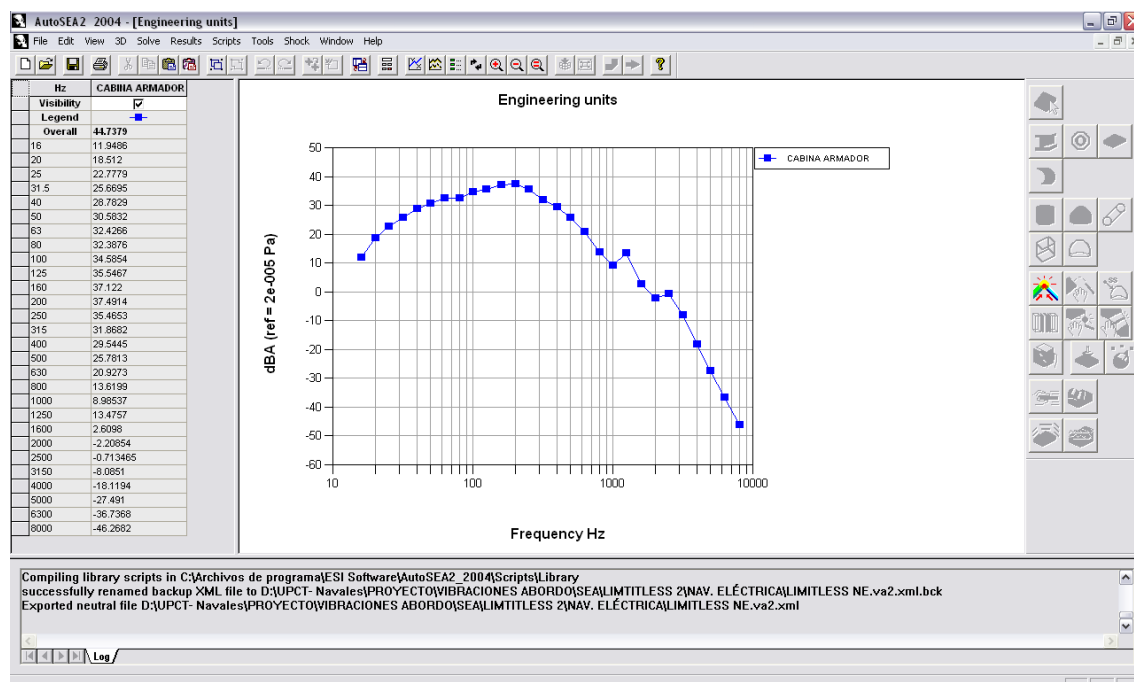 AutoSEA2 2004 - [Engineering units]
File Edit View 3D Solve Results Scripts Tools Shock Window Help
Hz CABINA ARMADOR
Visibility
Legend
Overall 44.7379
16 11.9486
20 18.512
25 22.7779
31.5 25.6695
40 28.7829
50 30.5832
63 32.4266
80 32.3876
100 34.5854
125 35.5467
160 37.122
200 37.4914
250 35.4653
315 31.8682
400 29.5445
500 25.7813
630 20.9273
800 13.6199
1000 8.98537
1250 13.4757
1600 2.6098
2000 -2.20854
2500 -0.713465
3150 -8.0851
4000 -18.1194
5000 -27.491
6300 -36.7368
8000 -46.2682
Engineering units
CABINA ARMADOR
dBA (ref = 2e-005 Pa)
50
40
30
20
10
0
-10
-20
-30
-40
-50
-60
10 100 1000 10000
Frequency Hz
Compiling library scripts in C:\Archivos de programa\ESI Software\AutoSEA2_2004\Scripts\Library
successfully renamed backup XML file to D:\UPCT- Navales\PROYECTO\VIBRACIONES ABORDO\SEA\LIMTITLESS 2\NAV. ELÉCTRICA\LIMITLESS NE.va2.xml.bck
Exported neutral file D:\UPCT- Navales\PROYECTO\VIBRACIONES ABORDO\SEA\LIMTITLESS 2\NAV. ELÉCTRICA\LIMITLESS NE.va2.xml
Log